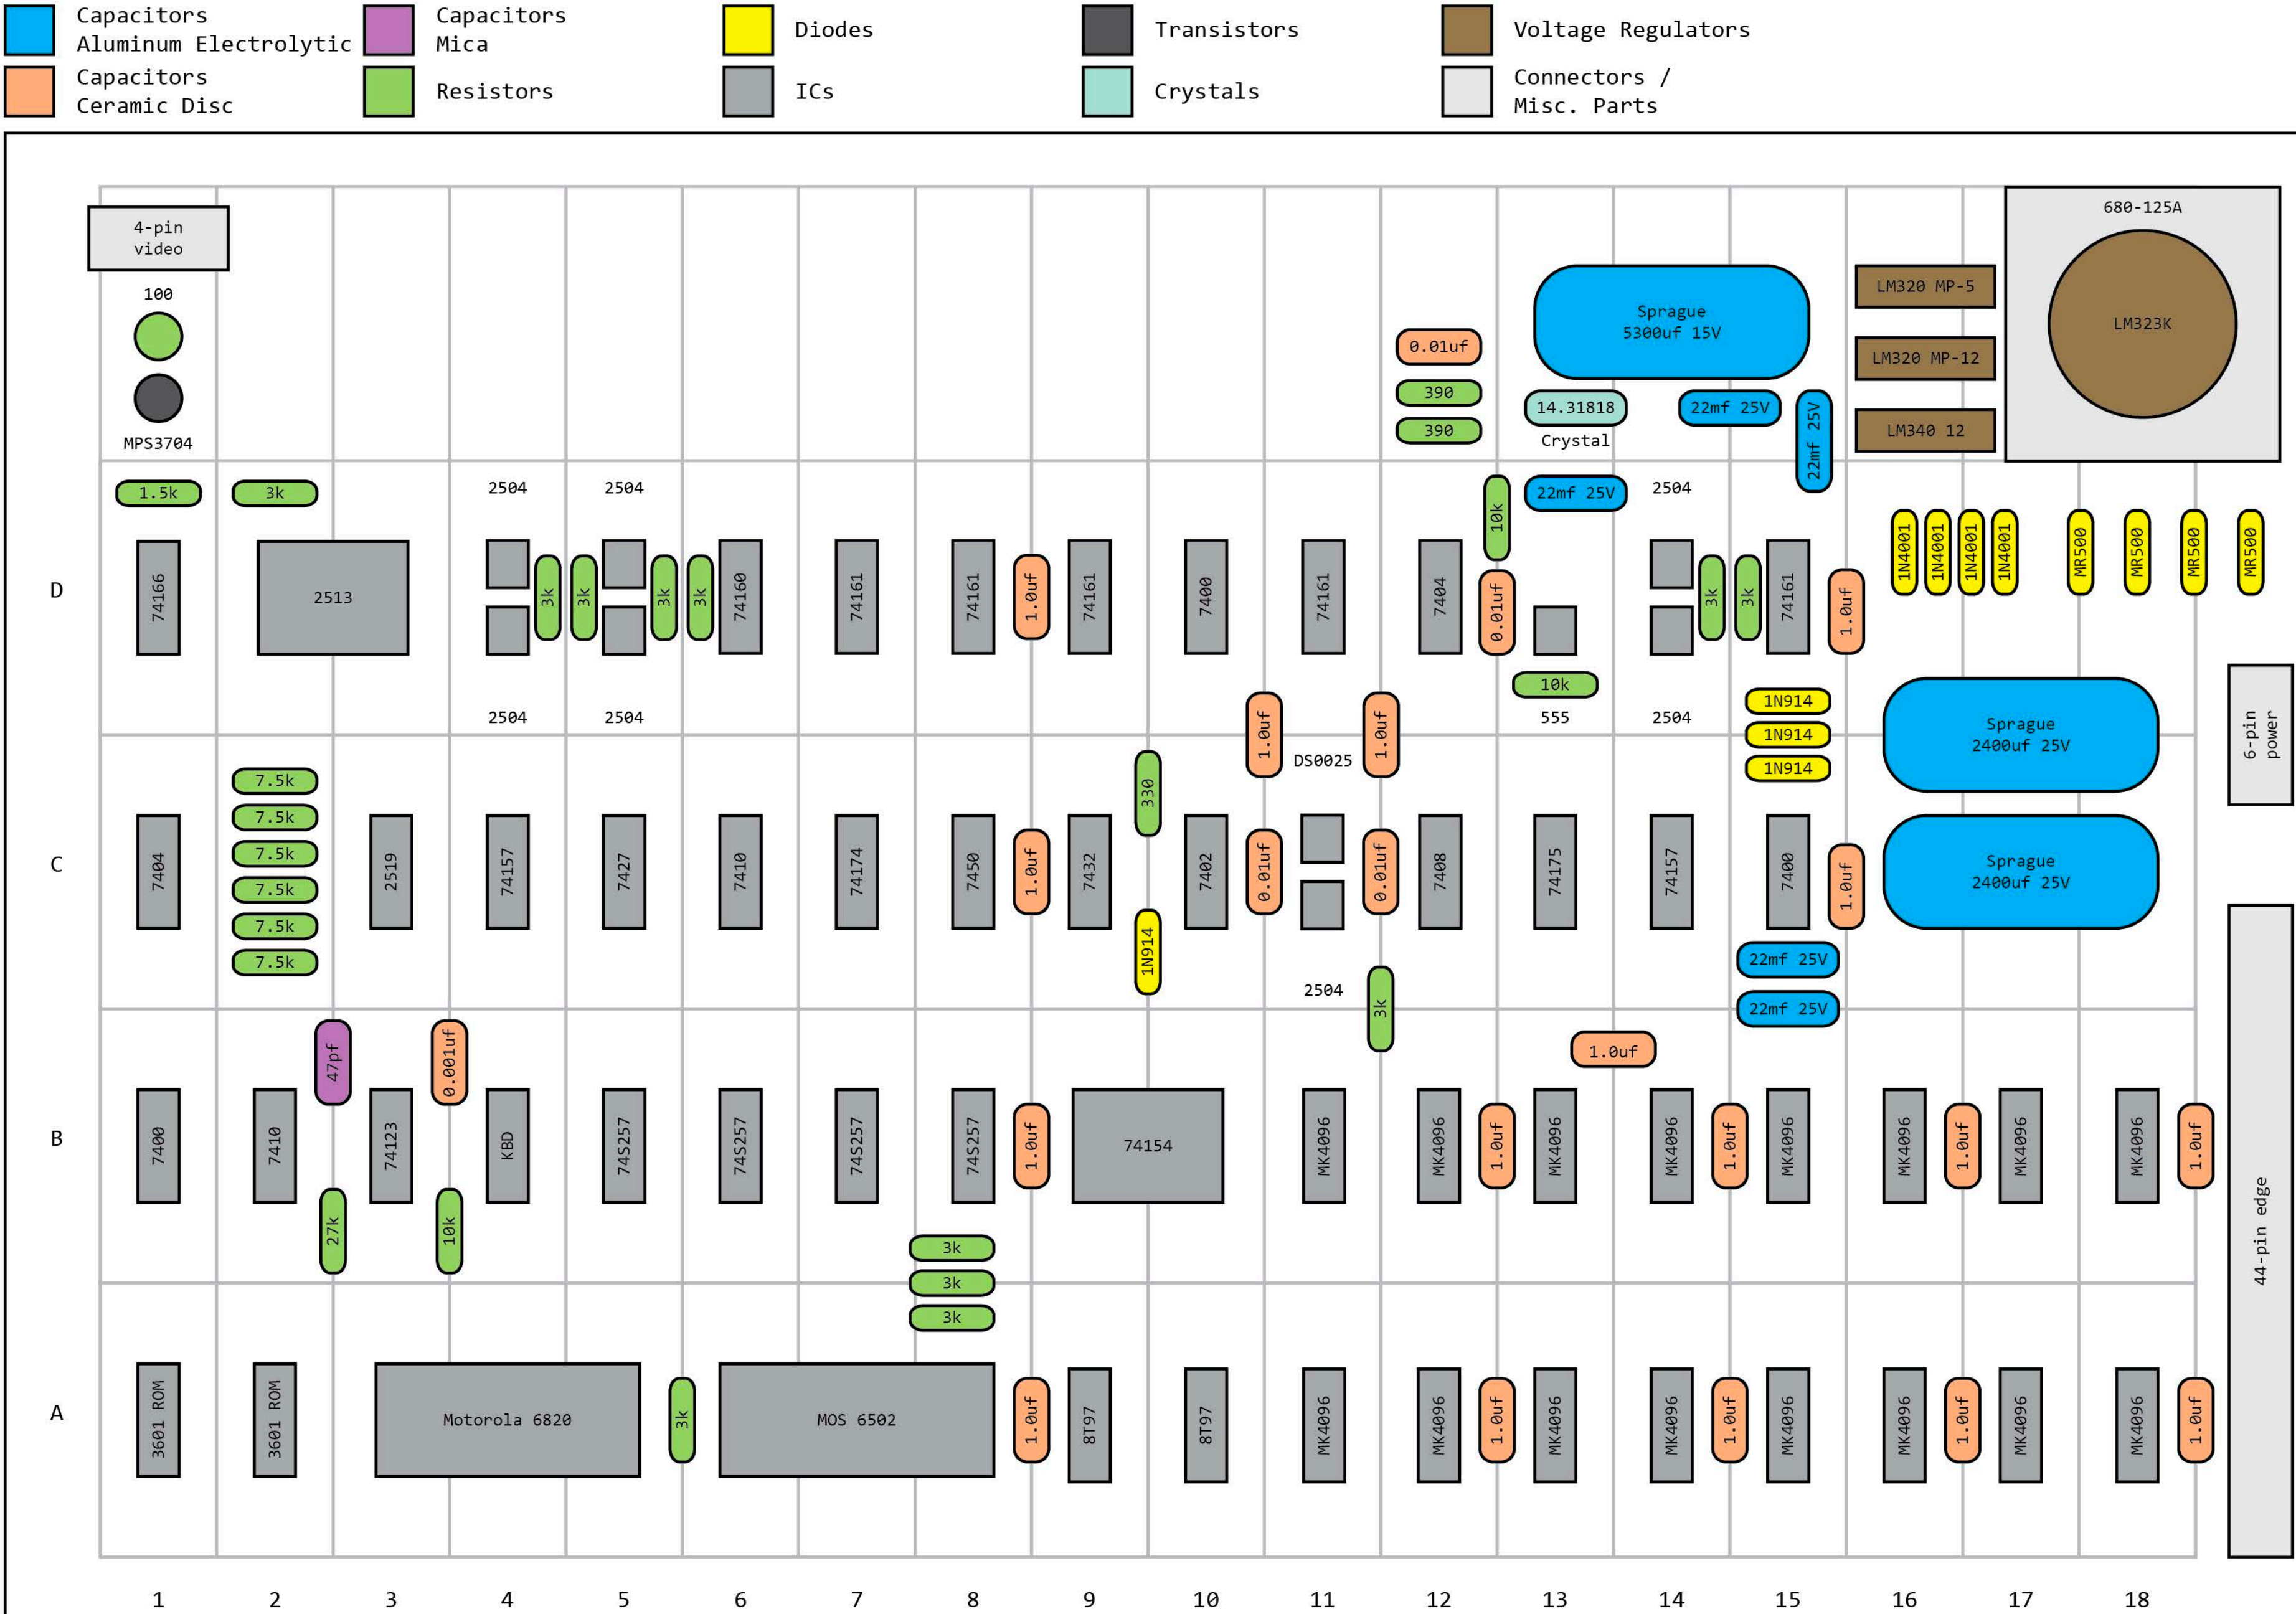 Capacitors
Aluminum Electrolytic
Capacitors
Mica
Diodes
Transistors
Voltage Regulators
Capacitors
Ceramic Disc
Resistors
ICs
Crystals
Connectors /
Misc. Parts
4-pin
video
100
MPS3704
0.01uf
390
390
Sprague
5300uf 15V
14.31818
Crystal
22mf 25V
22mf 25V
LM320 MP-5
LM320 MP-12
LM340 12
680-125A
LM323K
1.5k
3k
2504
2504
10k
22mf 25V
2504
1N4001
1N4001
1N4001
1N4001
MR500
MR500
MR500
MR500
D
74166
2513
3k
3k
3k
3k
74160
74161
74161
1.0uf
74161
7400
74161
7404
0.01uf
3k
3k
74161
1.0uf
10k
2504
2504
555
2504
1.0uf
DS0025
1.0uf
1N914
1N914
1N914
Sprague
2400uf 25V
6-pin
power
C
7404
7.5k
7.5k
7.5k
7.5k
7.5k
7.5k
2519
74157
7427
7410
74174
7450
1.0uf
7432
330
1N914
7402
0.01uf
0.01uf
7408
74175
74157
7400
1.0uf
Sprague
2400uf 25V
2504
3k
22mf 25V
22mf 25V
47pf
0.001uf
1.0uf
B
7400
7410
74123
KBD
74S257
74S257
74S257
74S257
1.0uf
74154
MK4096
MK4096
1.0uf
MK4096
MK4096
1.0uf
MK4096
MK4096
1.0uf
MK4096
MK4096
1.0uf
44-pin edge
27k
10k
3k
3k
3k
A
3601 ROM
3601 ROM
Motorola 6820
3k
MOS 6502
1.0uf
8T97
8T97
MK4096
MK4096
1.0uf
MK4096
MK4096
1.0uf
MK4096
MK4096
1.0uf
MK4096
MK4096
1.0uf
1 2 3 4 5 6 7 8 9 10 11 12 13 14 15 16 17 18